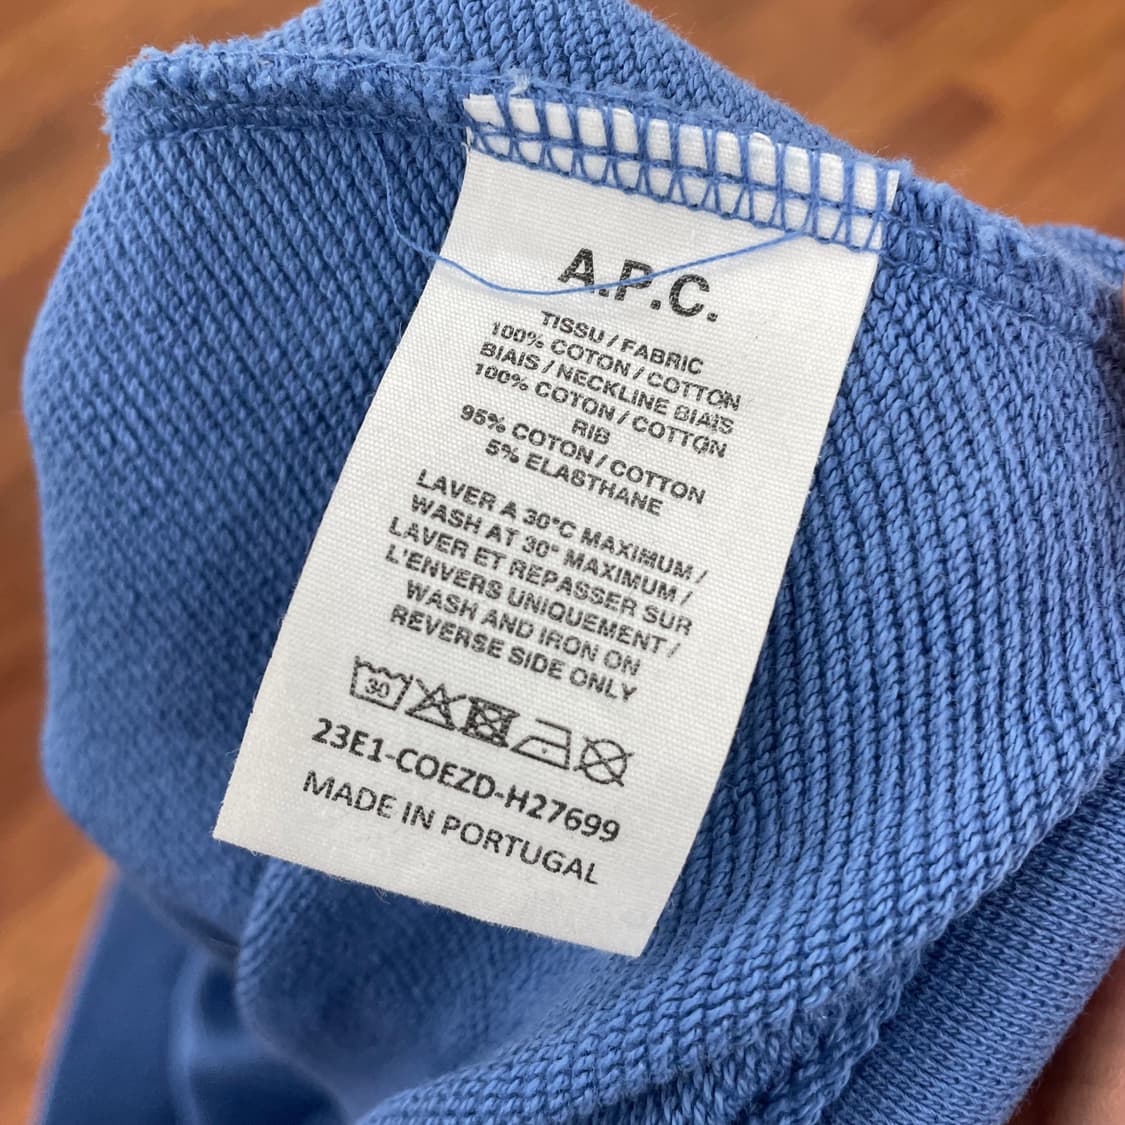 A.P.C.
TISSU / FABRIC
100% COTON / COTTON
BIAIS / NECKLINE BIAIS
100% COTON / COTTON
RIB
95% COTON / COTTON
5% ELASTHANE
LAVER A 30°C MAXIMUM /
WASH AT 30° MAXIMUM /
LAVER ET REPASSER SUR
L'ENVERS UNIQUEMENT /
WASH AND IRON ON
REVERSE SIDE ONLY
30
23E1-COEZD-H27699
MADE IN PORTUGAL